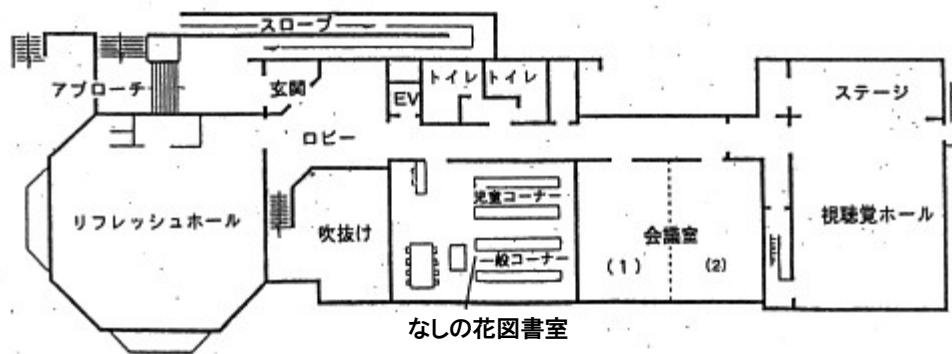 スロープ
アプローチ
玄関
EV
トイレ
トイレ
ステージ
ロビー
リフレッシュホール
吹抜け
児童コーナー
一般コーナー
会議室
(1)
(2)
視聴覚ホール
なしの花図書室